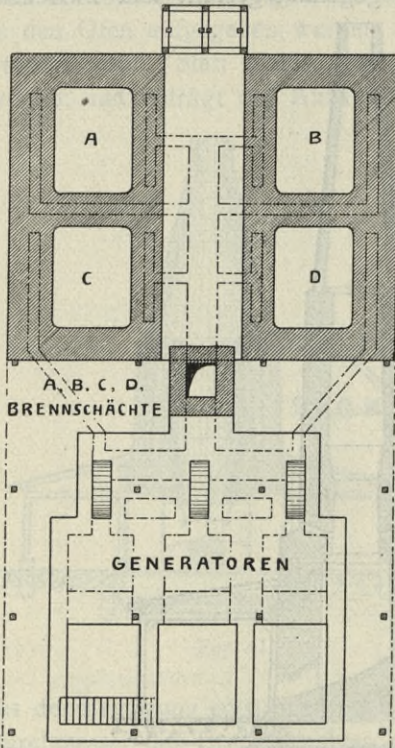 A
B
C
D
A, B, C, D,
BRENNSCHÄCHTE
GENERATOREN